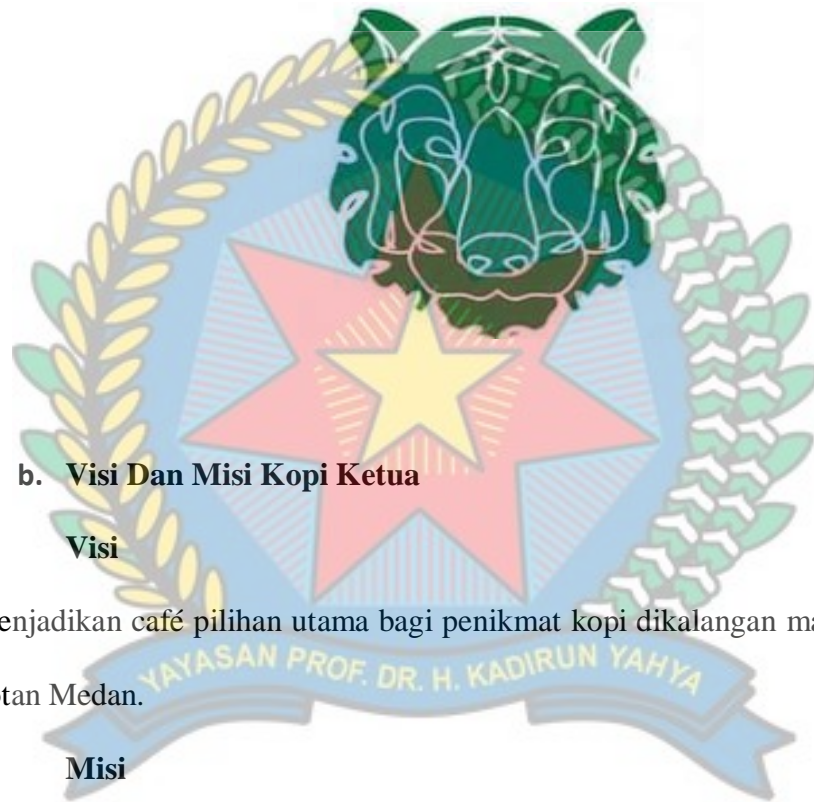 b. Visi Dan Misi Kopi Ketua
Visi
enjadikan café pilihan utama bagi penikmat kopi dikalangan ma
tan Medan.
YAYASAN PROF. DR. H. KADIRUN YAHYA
Misi